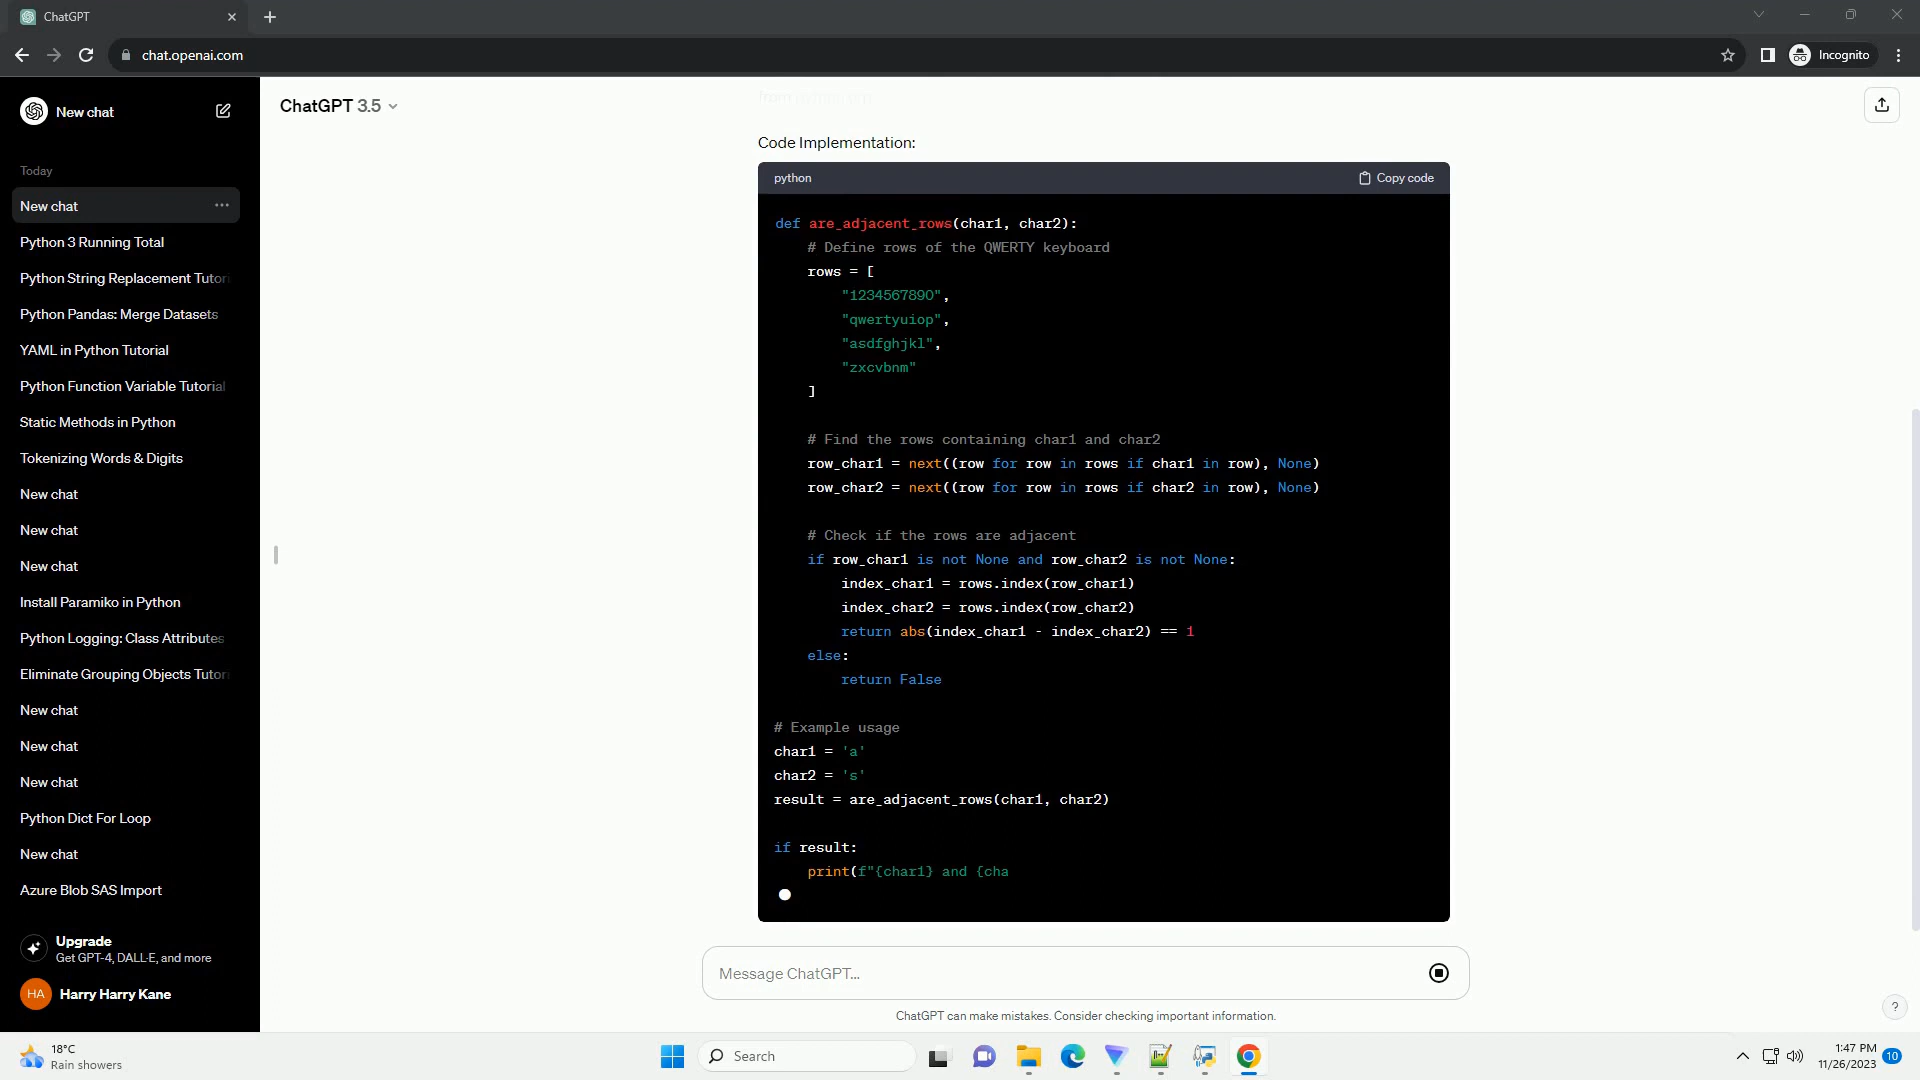 ChatGPT
chat.openai.com
Incognito
New chat
Today
New chat
Python 3 Running Total
Python String Replacement Tutori
Python Pandas: Merge Datasets
YAML in Python Tutorial
Python Function Variable Tutorial
Static Methods in Python
Tokenizing Words & Digits
New chat
New chat
New chat
Install Paramiko in Python
Python Logging: Class Attributes
Eliminate Grouping Objects Tutori
New chat
New chat
New chat
Python Dict For Loop
New chat
Azure Blob SAS Import
Upgrade
Get GPT-4, DALL·E, and more
HA
Harry Harry Kane
ChatGPT 3.5
Code Implementation:
python
Copy code
def are_adjacent_rows(char1, char2):
    # Define rows of the QWERTY keyboard
    rows = [
        "1234567890",
        "qwertyuiop",
        "asdfghjkl",
        "zxcvbnm"
    ]
    # Find the rows containing char1 and char2
    row_char1 = next((row for row in rows if char1 in row), None)
    row_char2 = next((row for row in rows if char2 in row), None)
    # Check if the rows are adjacent
    if row_char1 is not None and row_char2 is not None:
        index_char1 = rows.index(row_char1)
        index_char2 = rows.index(row_char2)
        return abs(index_char1 - index_char2) == 1
    else:
        return False
# Example usage
char1 = 'a'
char2 = 's'
result = are_adjacent_rows(char1, char2)
if result:
    print(f"{char1} and {cha
Message ChatGPT...
ChatGPT can make mistakes. Consider checking important information.
?
18°C
Rain showers
Search
1:47 PM
11/26/2023
10